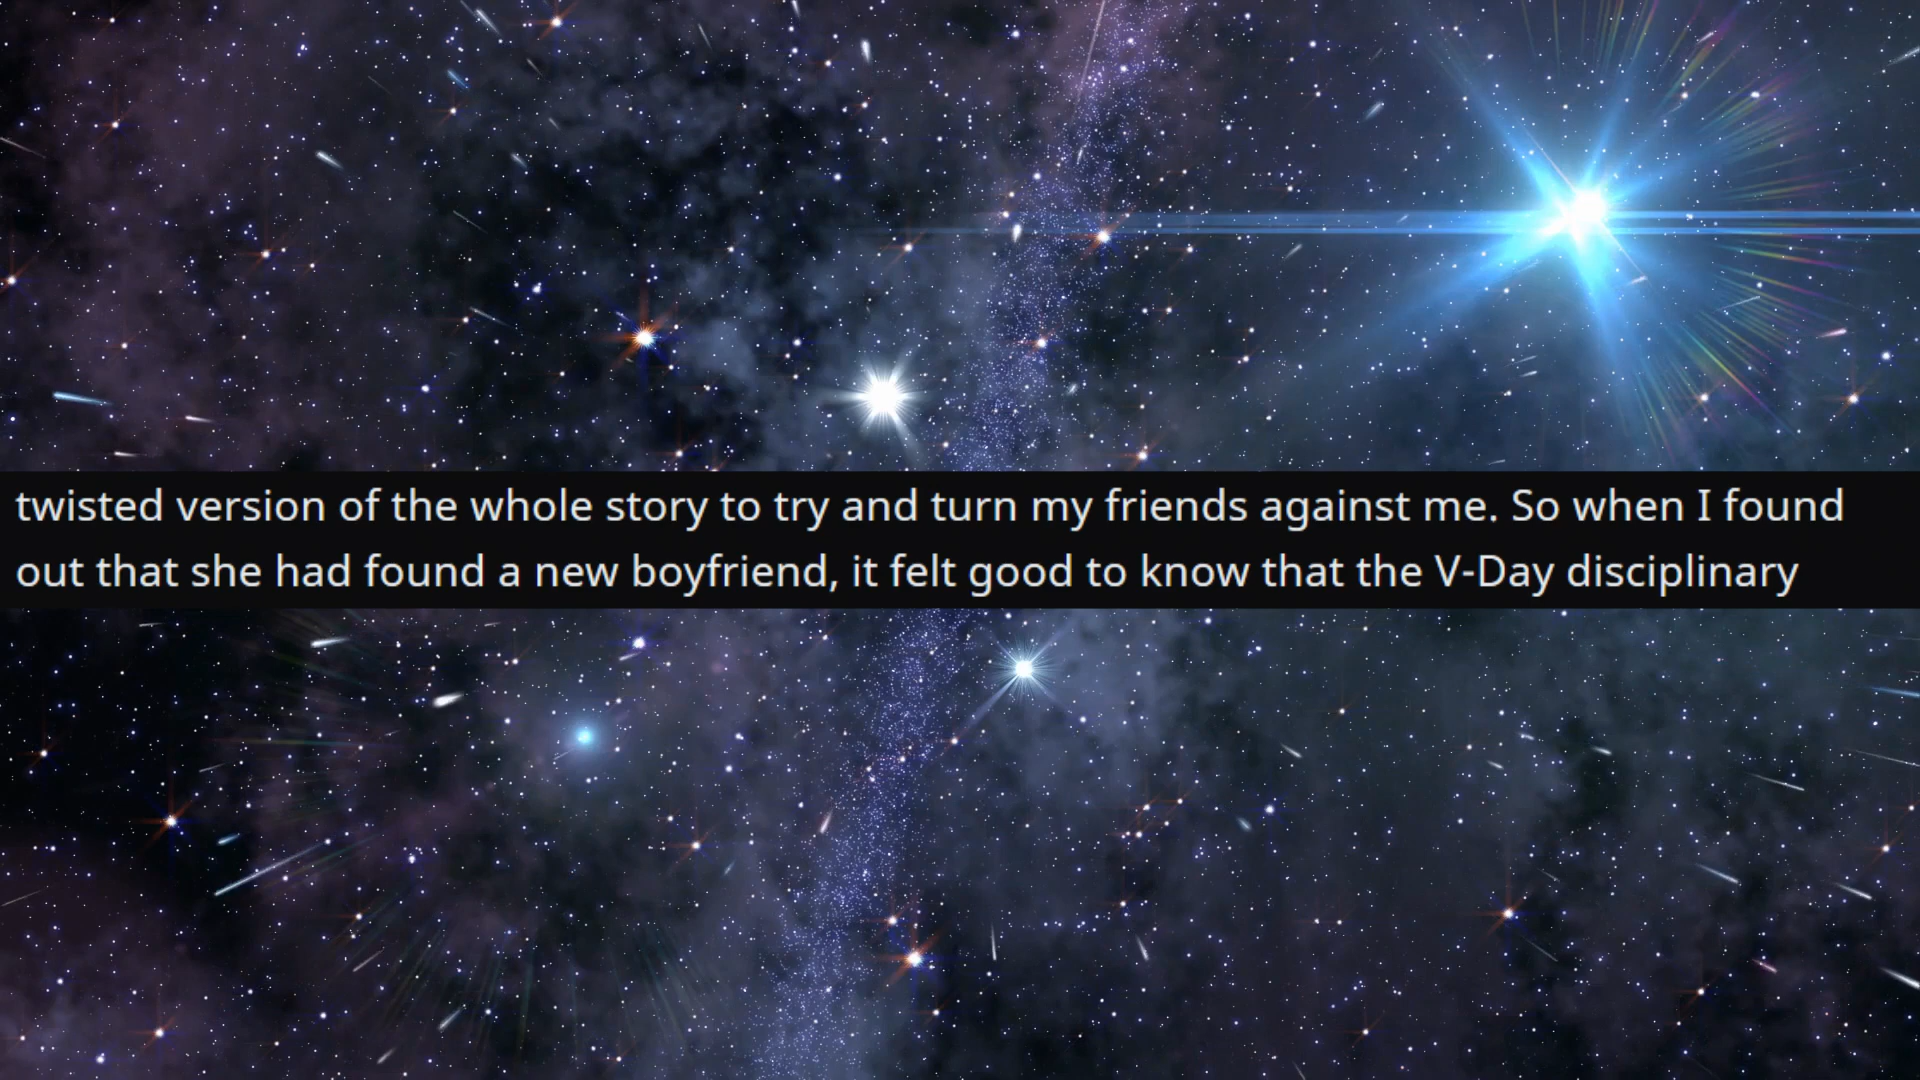 twisted version of the whole story to try and turn my friends against me. So when I found
out that she had found a new boyfriend, it felt good to know that the V-Day disciplinary